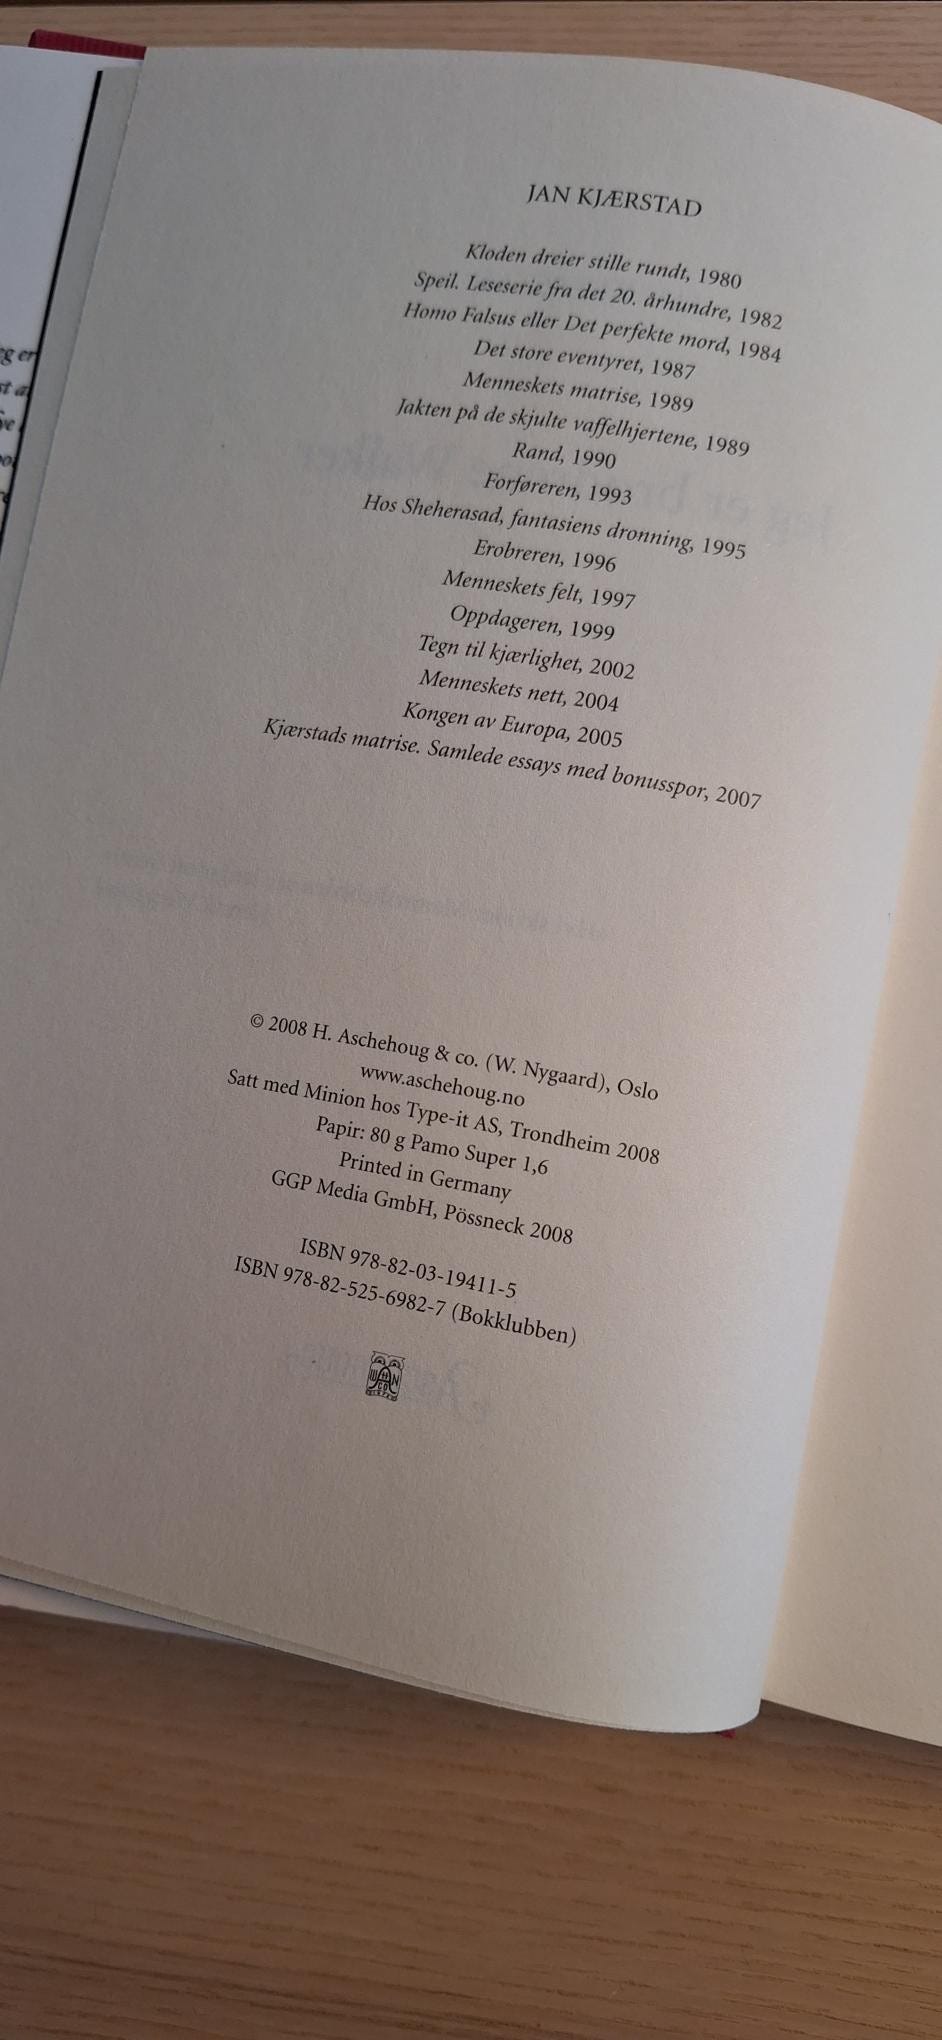 JAN KJÆRSTAD
Kloden dreier stille rundt, 1980
Speil. Leseserie fra det 20. århundre, 1982
Homo Falsus eller Det perfekte mord, 1984
Det store eventyret, 1987
Menneskets matrise, 1989
Jakten på de skjulte vaffelhjertene, 1989
Rand, 1990
Forføreren, 1993
Hos Sheherasad, fantasiens dronning, 1995
Erobreren, 1996
Menneskets felt, 1997
Oppdageren, 1999
Tegn til kjærlighet, 2002
Menneskets nett, 2004
Kongen av Europa, 2005
Kjærstads matrise. Samlede essays med bonusspor, 2007
© 2008 H. Aschehoug & co. (W. Nygaard), Oslo
www.aschehoug.no
Satt med Minion hos Type-it AS, Trondheim 2008
Papir: 80 g Pamo Super 1,6
Printed in Germany
GGP Media GmbH, Pössneck 2008
ISBN 978-82-03-19411-5
ISBN 978-82-525-6982-7 (Bokklubben)